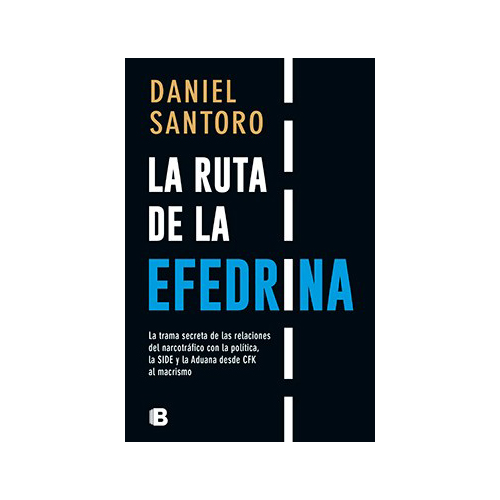 DANIEL
SANTORO
LA RUTA
DE LA
EFEDRINA
La trama secreta de las relaciones
del narcotráfico con la política,
la SIDE y la Aduana desde CFK
al macrismo
B